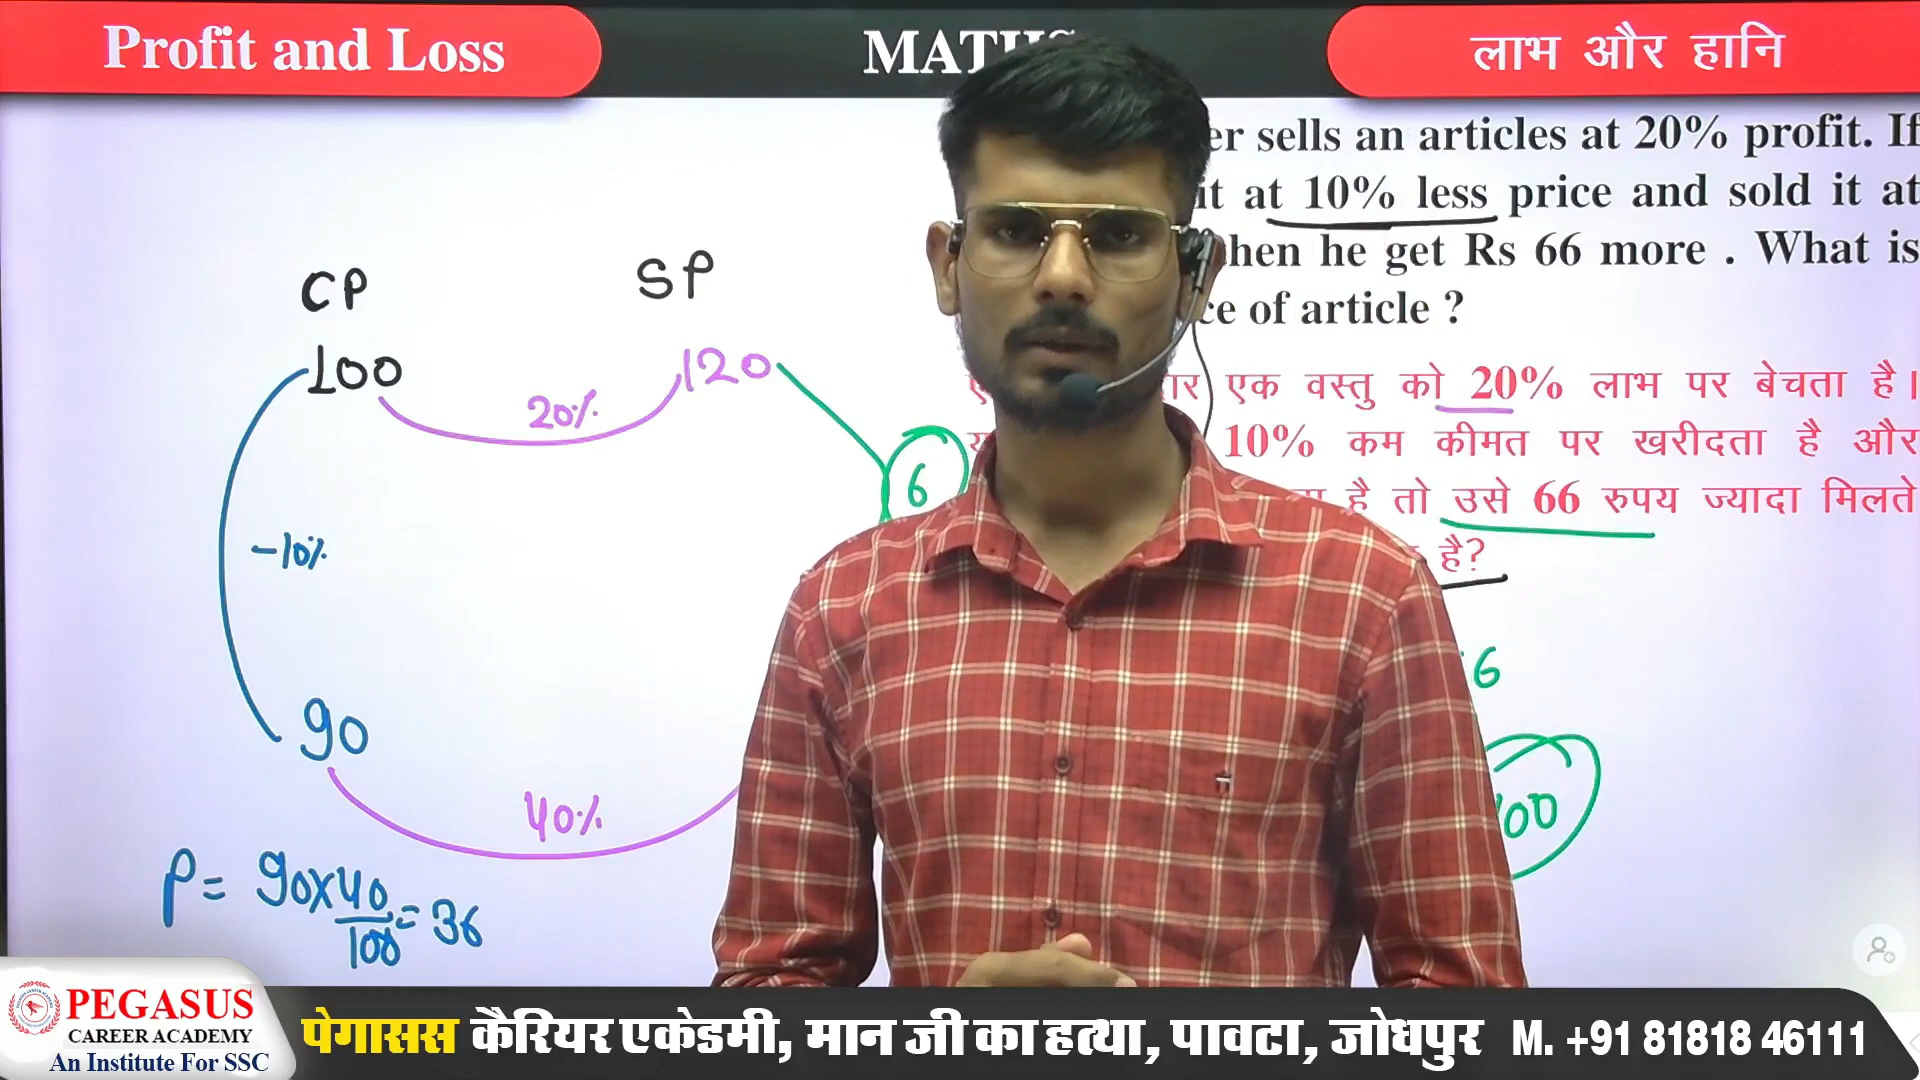 Profit and Loss
MATHS
लाभ और हानि
er sells an articles at 20% profit. If
it at 10% less price and sold it at
hen he get Rs 66 more . What is
ce of article ?
एक वस्तु को 20% लाभ पर बेचता है।
10% कम कीमत पर खरीदता है और
है तो उसे 66 रुपय ज्यादा मिलते
है?
CP SP
100 120
20%
6
-10%
90
40%
P = 90x40/100 = 36
6
100
PEGASUS
CAREER ACADEMY
An Institute For SSC
पेगासस कैरियर एकेडमी, मान जी का हत्था, पावटा, जोधपुर M. +91 81818 46111